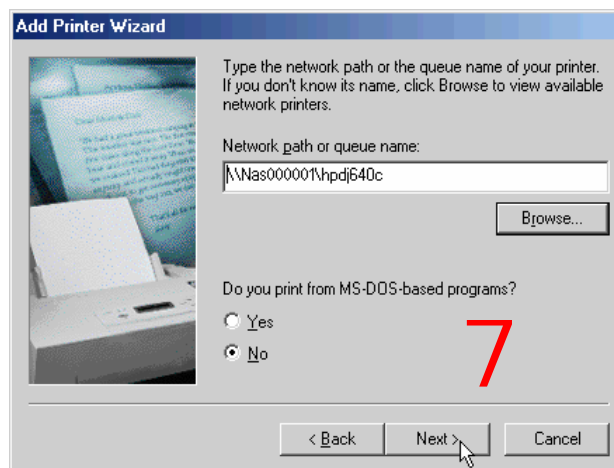 Add Printer Wizard
Type the network path or the queue name of your printer.
If you don't know its name, click Browse to view available
network printers.
Network path or queue name:
\\Nas000001\hpdj640c
Browse...
Do you print from MS-DOS-based programs?
Yes
No
7
< Back
Next >
Cancel